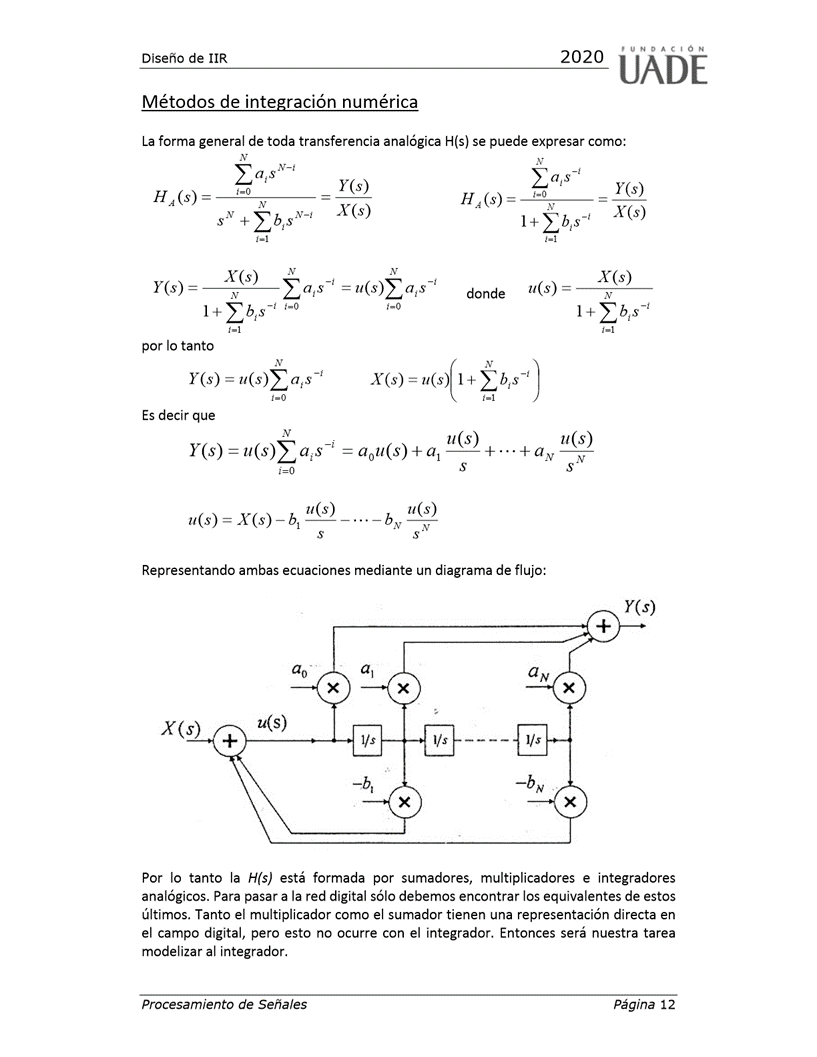 Diseño de IIR 2020 FUNDACIÓN UADE
Métodos de integración numérica
La forma general de toda transferencia analógica H(s) se puede expresar como:
H_A(s) = \frac{\sum_{i=0}^{N} a_i s^{N-i}}{s^N + \sum_{i=1}^{N} b_i s^{N-i}} = \frac{Y(s)}{X(s)} H_A(s) = \frac{\sum_{i=0}^{N} a_i s^{-i}}{1 + \sum_{i=1}^{N} b_i s^{-i}} = \frac{Y(s)}{X(s)}
Y(s) = \frac{X(s)}{1 + \sum_{i=1}^{N} b_i s^{-i}} \sum_{i=0}^{N} a_i s^{-i} = u(s) \sum_{i=0}^{N} a_i s^{-i} donde u(s) = \frac{X(s)}{1 + \sum_{i=1}^{N} b_i s^{-i}}
por lo tanto
Y(s) = u(s) \sum_{i=0}^{N} a_i s^{-i} X(s) = u(s) \left( 1 + \sum_{i=1}^{N} b_i s^{-i} \right)
Es decir que
Y(s) = u(s) \sum_{i=0}^{N} a_i s^{-i} = a_0 u(s) + a_1 \frac{u(s)}{s} + \cdots + a_N \frac{u(s)}{s^N}
u(s) = X(s) - b_1 \frac{u(s)}{s} - \cdots - b_N \frac{u(s)}{s^N}
Representando ambas ecuaciones mediante un diagrama de flujo:
Y(s)
+
a_0 × a_1 × a_N ×
X(s) + u(s) 1/s 1/s 1/s
-b_1 × -b_N ×
Por lo tanto la H(s) está formada por sumadores, multiplicadores e integradores
analógicos. Para pasar a la red digital sólo debemos encontrar los equivalentes de estos
últimos. Tanto el multiplicador como el sumador tienen una representación directa en
el campo digital, pero esto no ocurre con el integrador. Entonces será nuestra tarea
modelizar al integrador.
Procesamiento de Señales Página 12